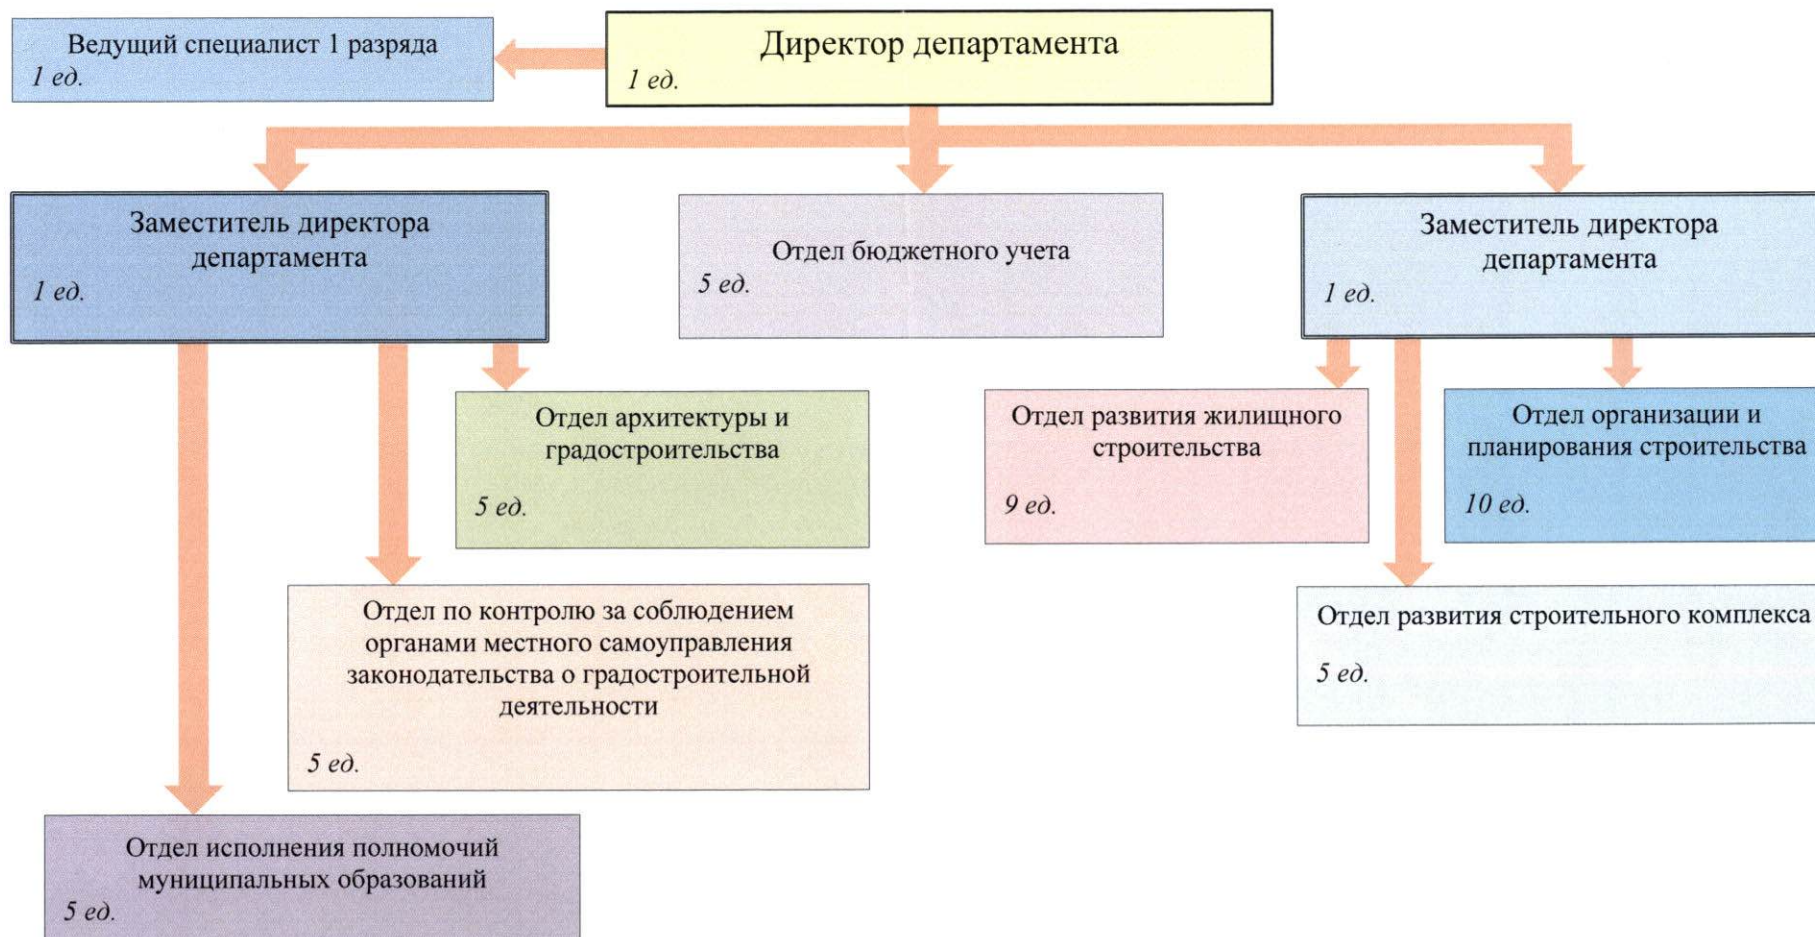 Ведущий специалист 1 разряда
1 ед.
Директор департамента
1 ед.
Заместитель директора
департамента
1 ед.
Отдел бюджетного учета
5 ед.
Заместитель директора
департамента
1 ед.
Отдел архитектуры и
градостроительства
5 ед.
Отдел развития жилищного
строительства
9 ед.
Отдел организации и
планирования строительства
10 ед.
Отдел по контролю за соблюдением
органами местного самоуправления
законодательства о градостроительной
деятельности
5 ед.
Отдел развития строительного комплекса
5 ед.
Отдел исполнения полномочий
муниципальных образований
5 ед.